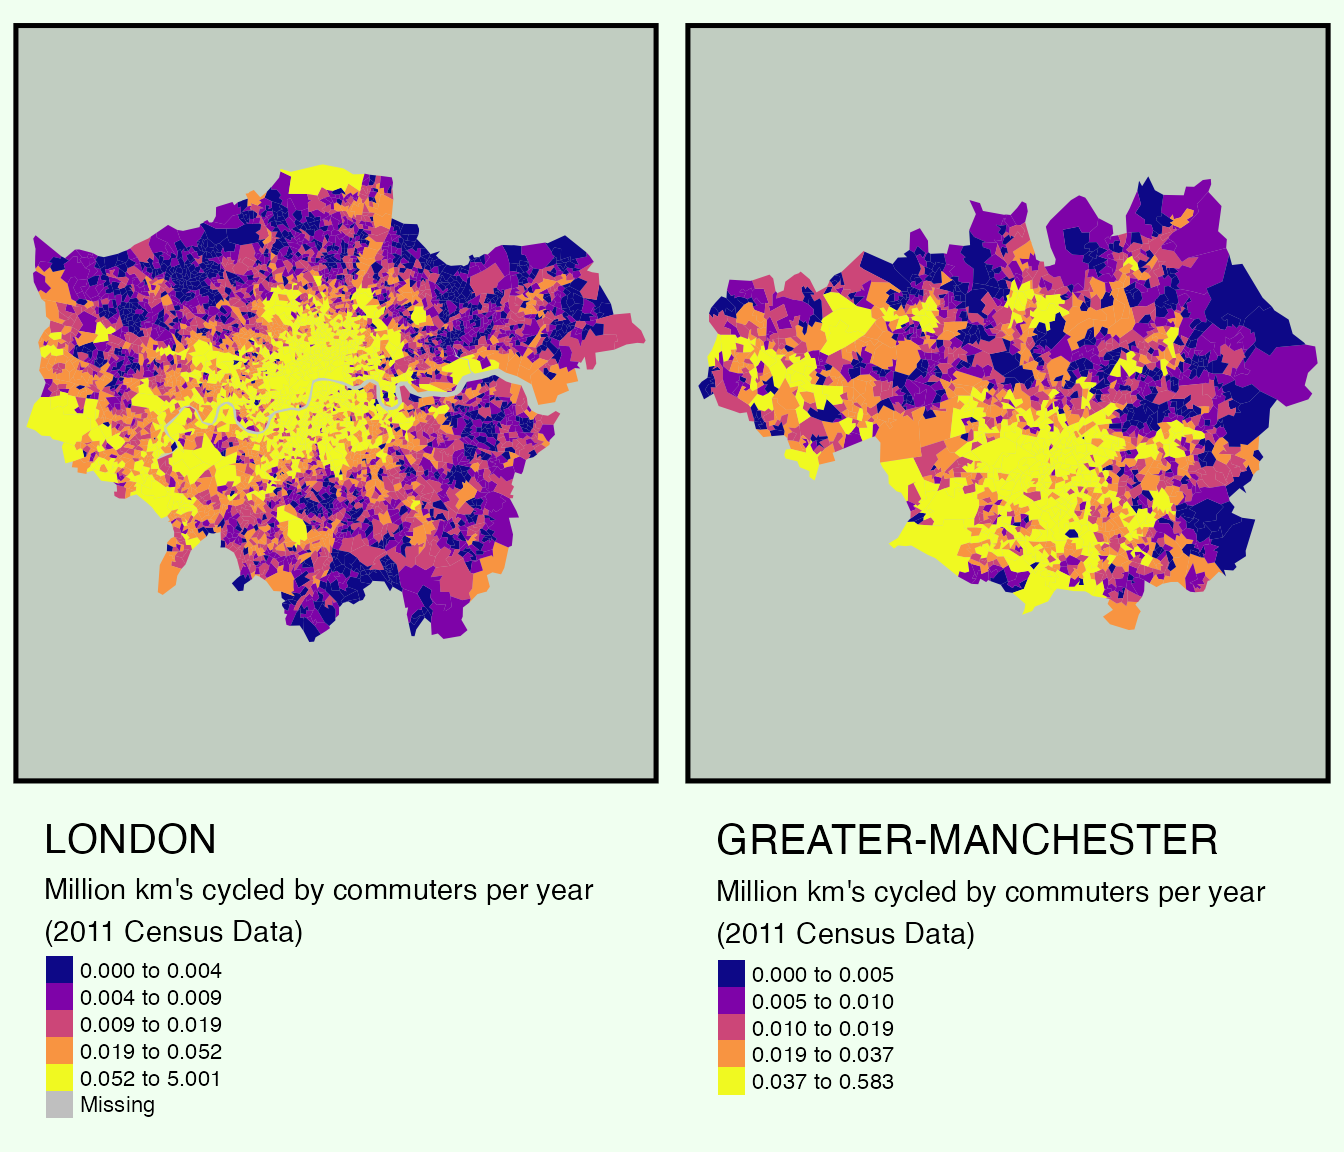 LONDON
Million km's cycled by commuters per year
(2011 Census Data)
0.000 to 0.004
0.004 to 0.009
0.009 to 0.019
0.019 to 0.052
0.052 to 5.001
Missing
GREATER-MANCHESTER
Million km's cycled by commuters per year
(2011 Census Data)
0.000 to 0.005
0.005 to 0.010
0.010 to 0.019
0.019 to 0.037
0.037 to 0.583